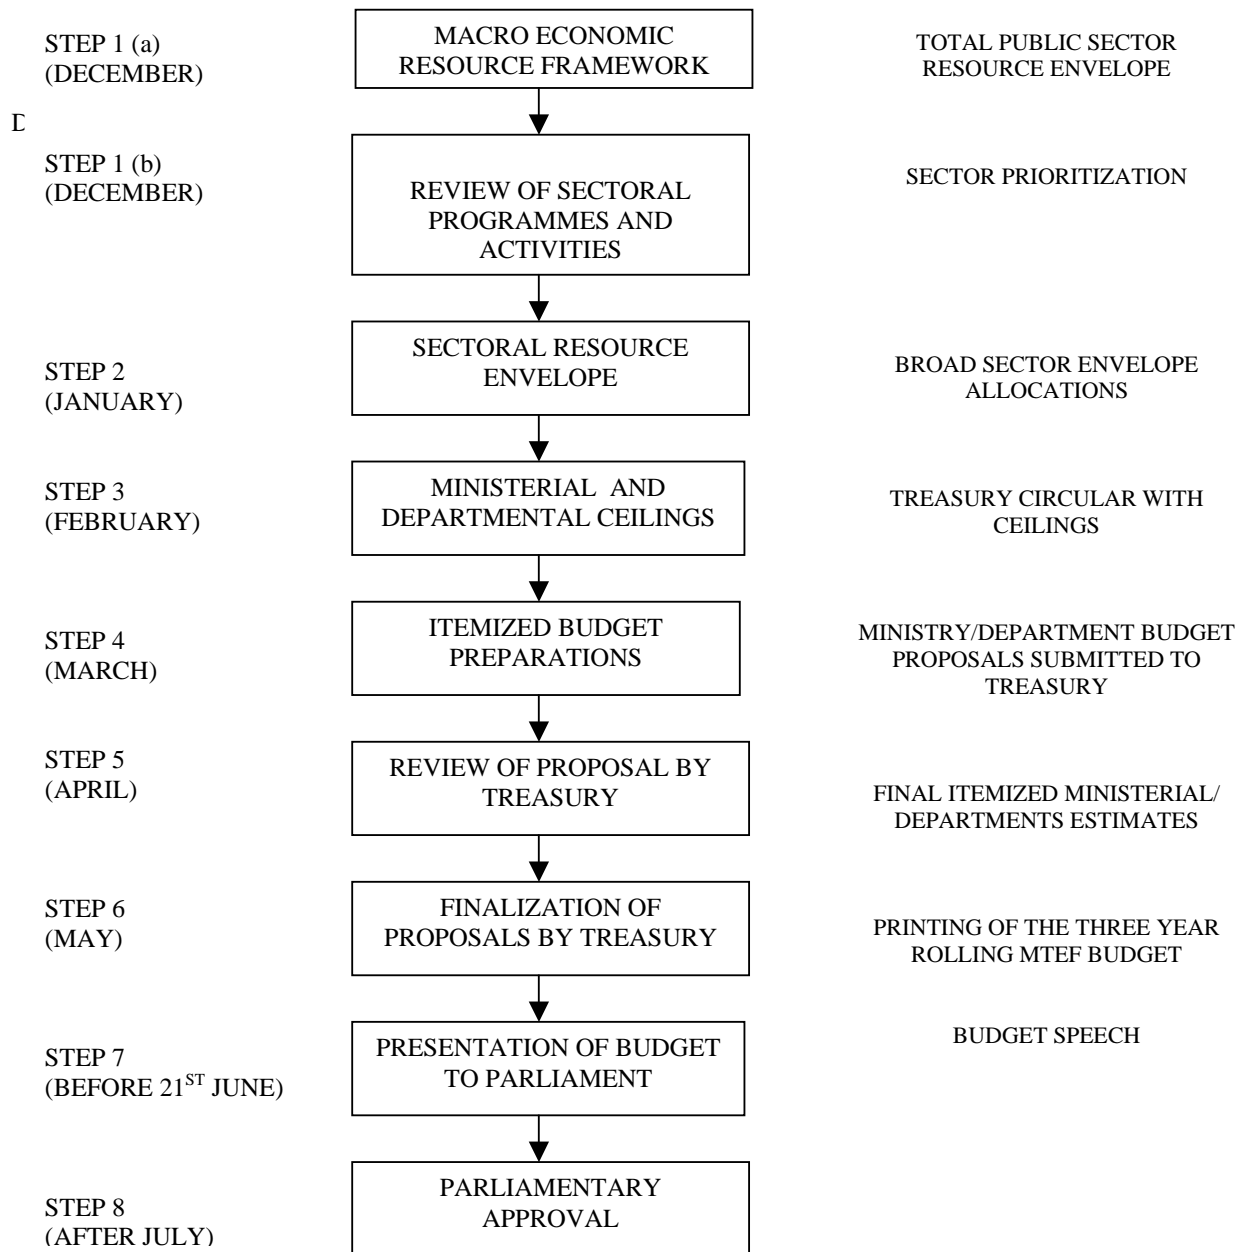 STEP 1 (a)
(DECEMBER)
MACRO ECONOMIC
RESOURCE FRAMEWORK
TOTAL PUBLIC SECTOR
RESOURCE ENVELOPE
STEP 1 (b)
(DECEMBER)
REVIEW OF SECTORAL
PROGRAMMES AND
ACTIVITIES
SECTOR PRIORITIZATION
STEP 2
(JANUARY)
SECTORAL RESOURCE
ENVELOPE
BROAD SECTOR ENVELOPE
ALLOCATIONS
STEP 3
(FEBRUARY)
MINISTERIAL AND
DEPARTMENTAL CEILINGS
TREASURY CIRCULAR WITH
CEILINGS
STEP 4
(MARCH)
ITEMIZED BUDGET
PREPARATIONS
MINISTRY/DEPARTMENT BUDGET
PROPOSALS SUBMITTED TO
TREASURY
STEP 5
(APRIL)
REVIEW OF PROPOSAL BY
TREASURY
FINAL ITEMIZED MINISTERIAL/
DEPARTMENTS ESTIMATES
STEP 6
(MAY)
FINALIZATION OF
PROPOSALS BY TREASURY
PRINTING OF THE THREE YEAR
ROLLING MTEF BUDGET
STEP 7
(BEFORE 21ST JUNE)
PRESENTATION OF BUDGET
TO PARLIAMENT
BUDGET SPEECH
STEP 8
(AFTER JULY)
PARLIAMENTARY
APPROVAL